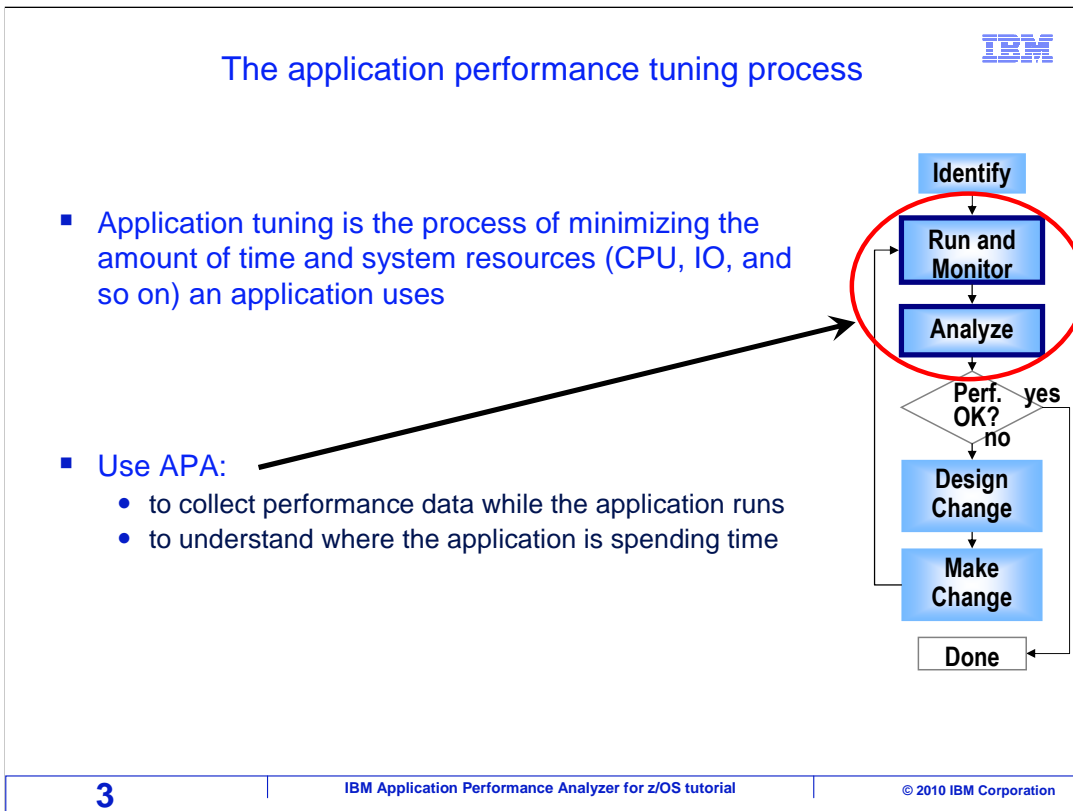 The application performance tuning process
IBM
Application tuning is the process of minimizing the
amount of time and system resources (CPU, IO, and
so on) an application uses
Use APA:
to collect performance data while the application runs
to understand where the application is spending time
Identify
Run and
Monitor
Analyze
Perf.
OK?
yes
no
Design
Change
Make
Change
Done
3
IBM Application Performance Analyzer for z/OS tutorial
© 2010 IBM Corporation